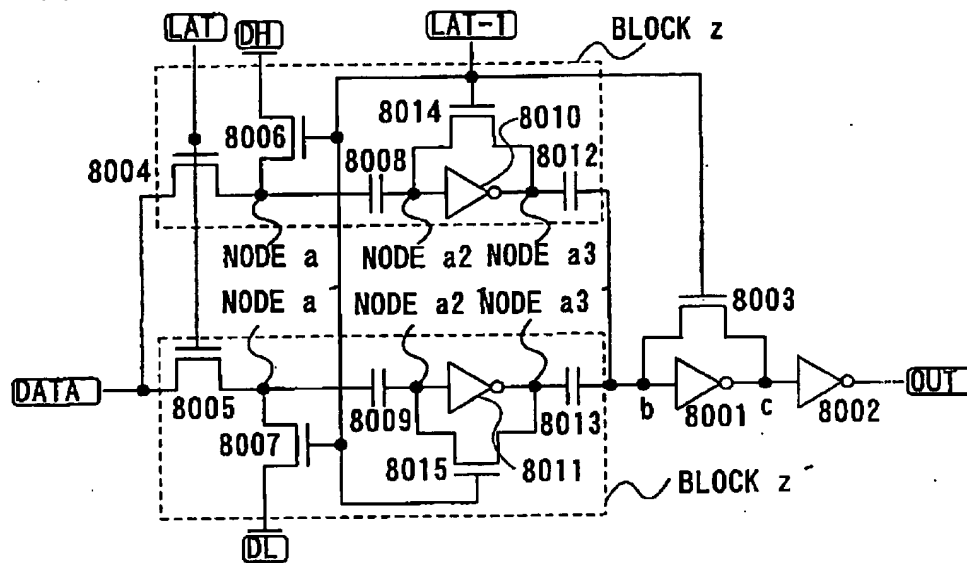 LAT
DH
LAT-1
BLOCK z
8004
8006
8008
8014
8010
8012
NODE a
NODE a2
NODE a3
NODE a
NODE a2'
NODE a3
8003
DATA
8005
8007
8009
8015
8011
8013
b
8001
c
8002
OUT
BLOCK z
DL